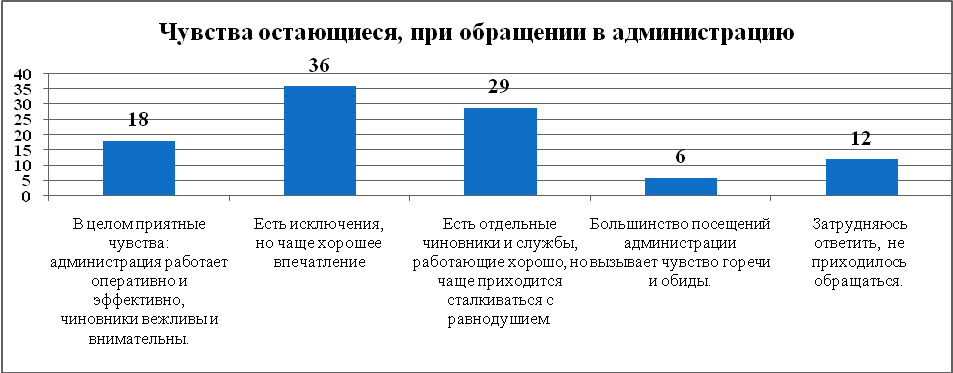 Чувства остающиеся, при обращении в администрацию
40
35
30
25
20
15
10
5
0
18
36
29
6
12
В целом приятные
чувства:
администрация работает
оперативно и
эффективно,
чиновники вежливы и
внимательны.
Есть исключения,
но чаще хорошее
впечатление
Есть отдельные
чиновники и службы,
работающие хорошо, но
чаще приходится
сталкиваться с
равнодушием.
Большинство посещений
администрации
вызывает чувство горечи
и обиды.
Затрудняюсь
ответить, не
приходилось
обращаться.